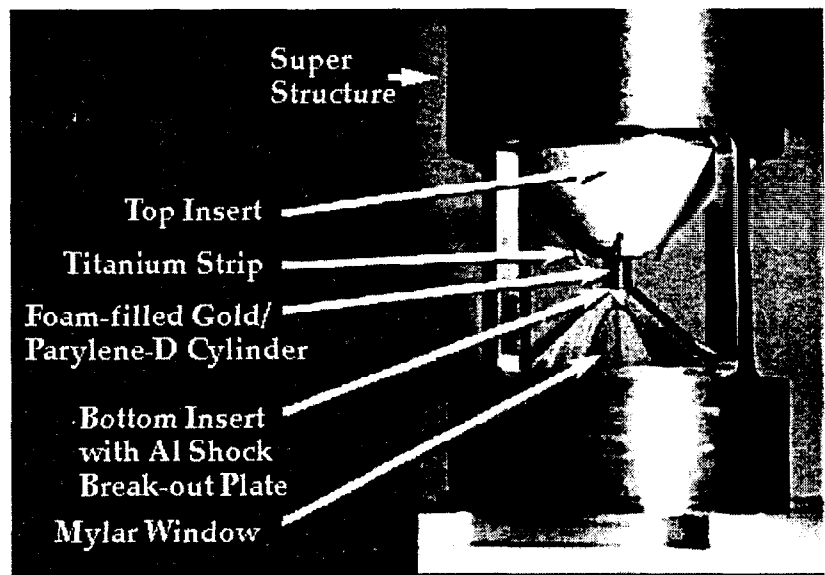 Super
Structure
Top Insert
Titanium Strip
Foam-filled Gold/
Parylene-D Cylinder
Bottom Insert
with Al Shock
Break-out Plate
Mylar Window